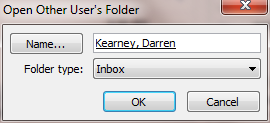 Open Other User's Folder
Name... Kearney, Darren
Folder type: Inbox
OK Cancel